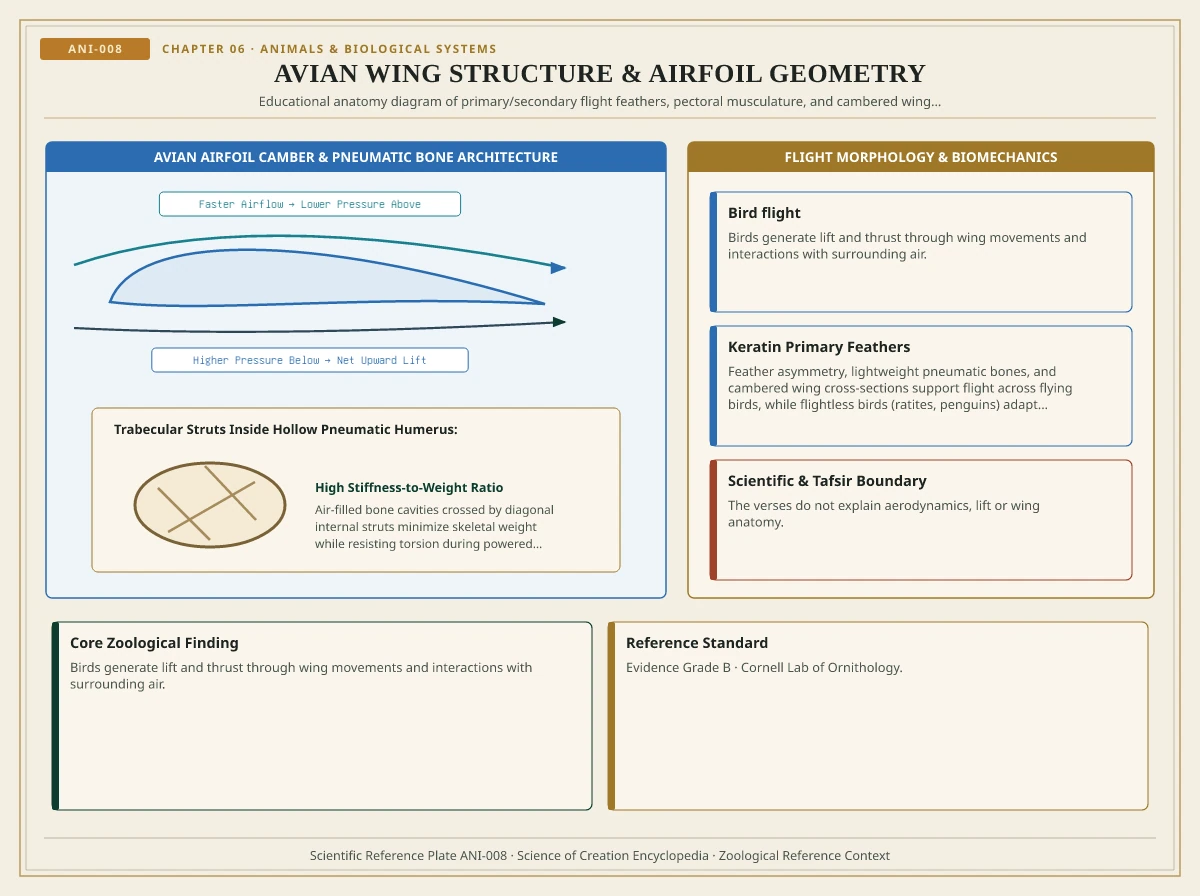 ANI-008
CHAPTER 06 · ANIMALS & BIOLOGICAL SYSTEMS
AVIAN WING STRUCTURE & AIRFOIL GEOMETRY
Educational anatomy diagram of primary/secondary flight feathers, pectoral musculature, and cambered wing...
AVIAN AIRFOIL CAMBER & PNEUMATIC BONE ARCHITECTURE
Faster Airflow → Lower Pressure Above
Higher Pressure Below → Net Upward Lift
Trabecular Struts Inside Hollow Pneumatic Humerus:
High Stiffness-to-Weight Ratio
Air-filled bone cavities crossed by diagonal
internal struts minimize skeletal weight
while resisting torsion during powered...
FLIGHT MORPHOLOGY & BIOMECHANICS
Bird flight
Birds generate lift and thrust through wing movements and
interactions with surrounding air.
Keratin Primary Feathers
Feather asymmetry, lightweight pneumatic bones, and
cambered wing cross-sections support flight across flying
birds, while flightless birds (ratites, penguins) adapt...
Scientific & Tafsir Boundary
The verses do not explain aerodynamics, lift or wing
anatomy.
Core Zoological Finding
Birds generate lift and thrust through wing movements and interactions with
surrounding air.
Reference Standard
Evidence Grade B · Cornell Lab of Ornithology.
Scientific Reference Plate ANI-008 · Science of Creation Encyclopedia · Zoological Reference Context